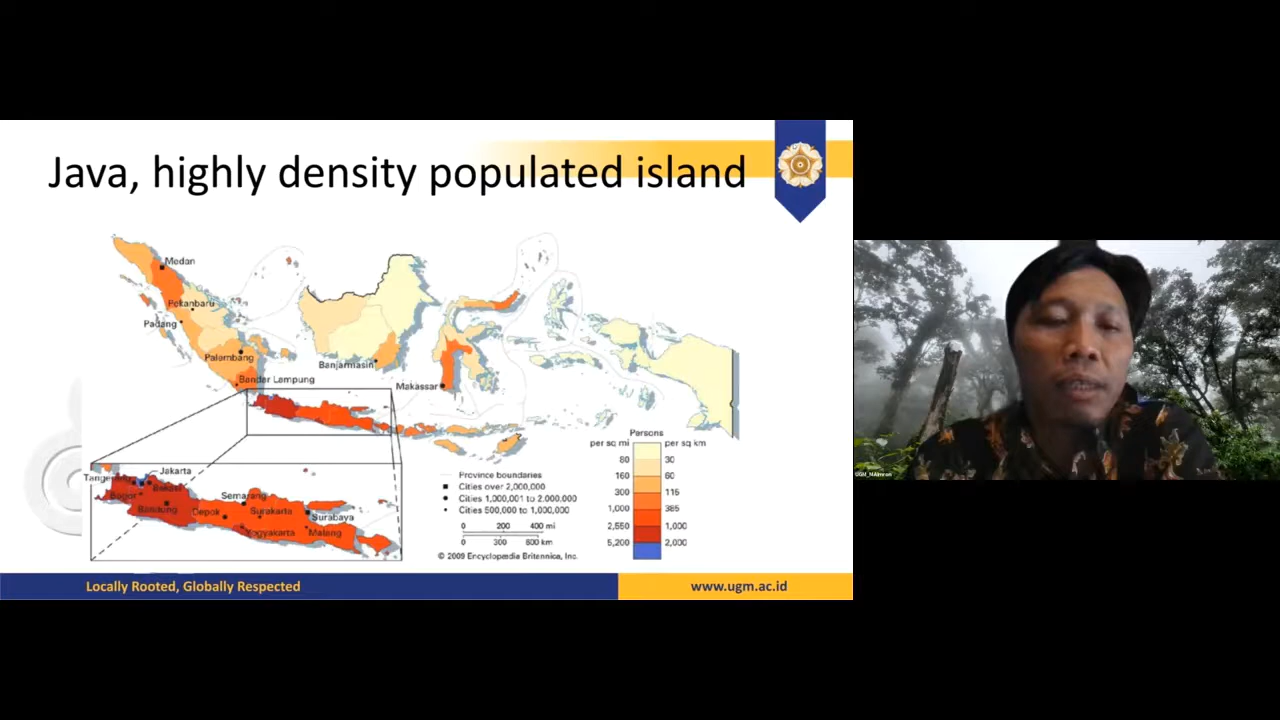 Java, highly density populated island
Medan
Pekanbaru
Padang
Palembang
Bandar Lampung
Banjarmasin
Makassar
Jakarta
Tangerang
Bogor
Bekasi
Bandung
Depok
Semarang
Surakarta
Yogyakarta
Surabaya
Malang
Province boundaries
Cities over 2,000,000
Cities 1,000,001 to 2.000.000
Cities 500,000 to 1,000,000
0 200 400 mi
0 300 600 km
© 2009 Encyclopædia Britannica, Inc.
Persons
per sq mi per sq km
80 30
160 60
300 115
1,000 385
2,550 1,000
5,200 2,000
Locally Rooted, Globally Respected
www.ugm.ac.id